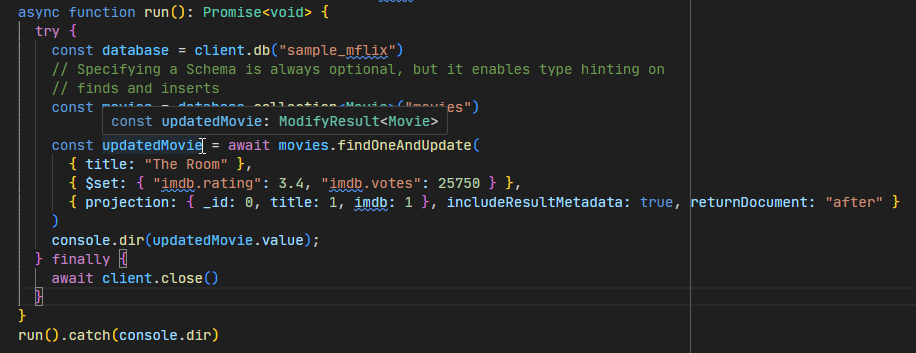 async function run(): Promise<void> {
try {
const database = client.db("sample_mflix")
// Specifying a Schema is always optional, but it enables type hinting on
// finds and inserts
const movies = database.collection<Movie>("movies")
const updatedMovie: ModifyResult<Movie>
const updatedMovie = await movies.findOneAndUpdate(
{ title: "The Room" },
{ $set: { "imdb.rating": 3.4, "imdb.votes": 25750 } },
{ projection: { _id: 0, title: 1, imdb: 1 }, includeResultMetadata: true, returnDocument: "after" }
)
console.dir(updatedMovie.value);
} finally {
await client.close()
}
}
run().catch(console.dir)